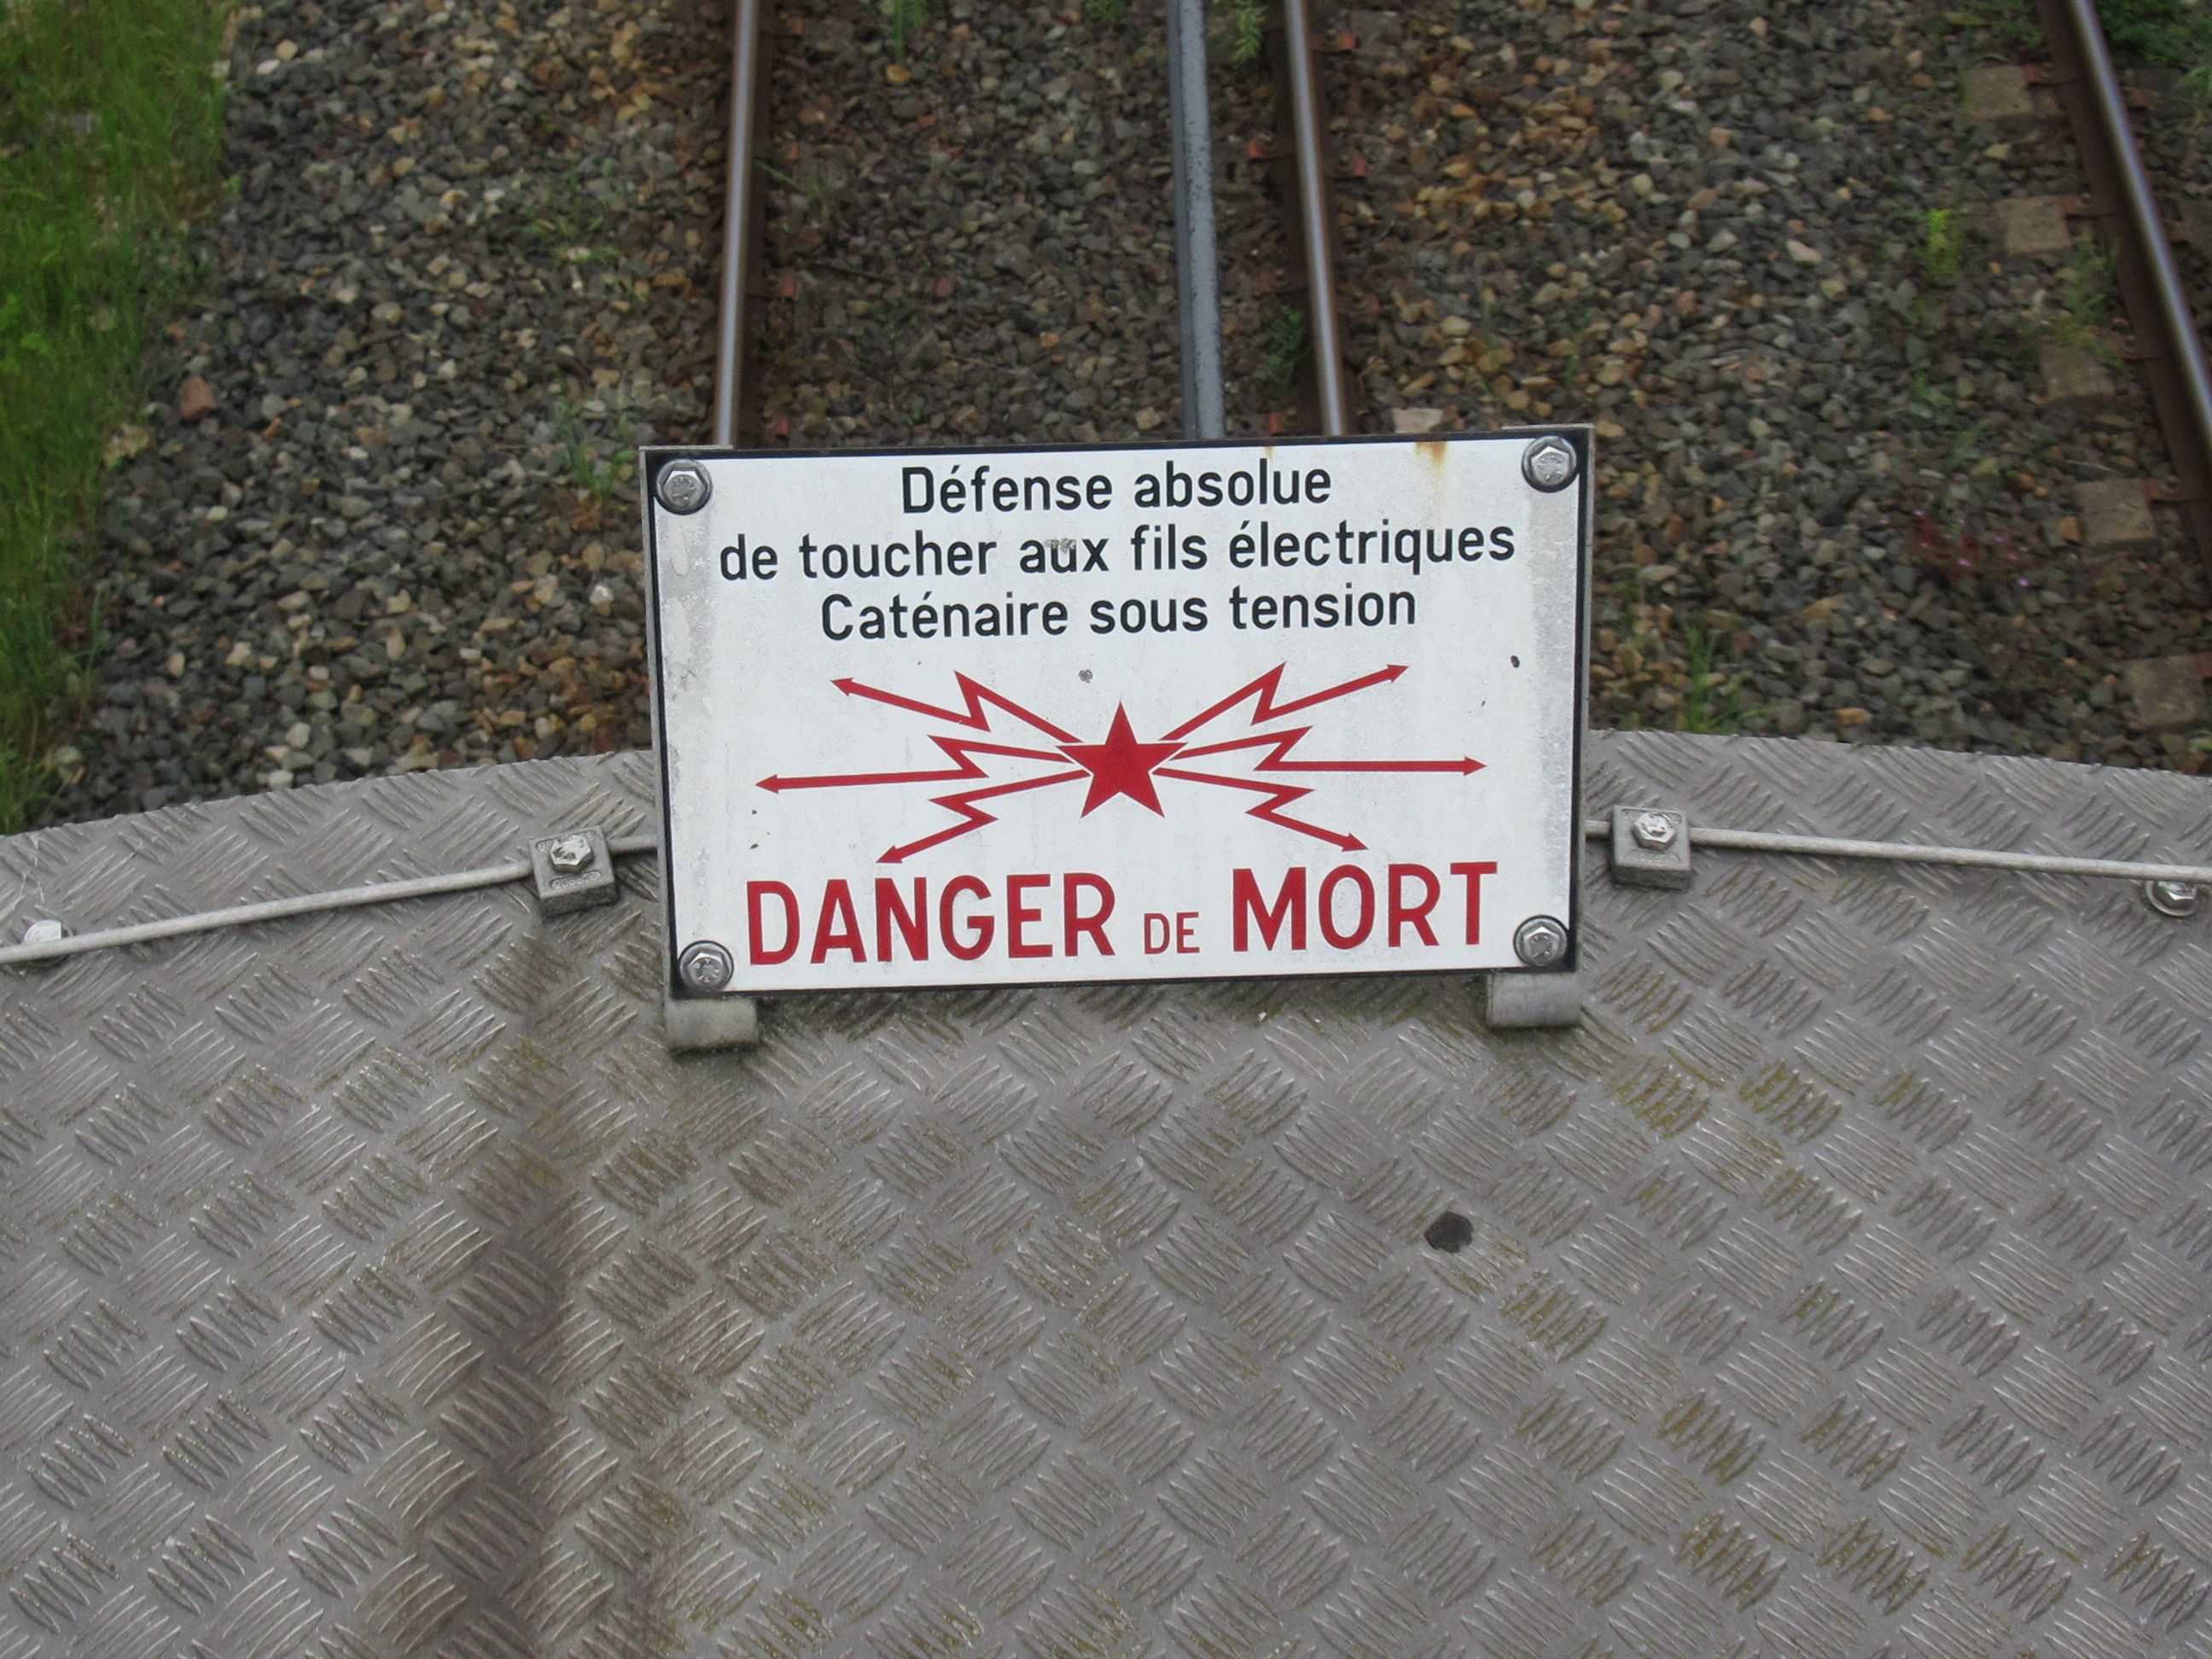 Défense absolue
de toucher aux fils électriques
Caténaire sous tension
DANGER DE MORT